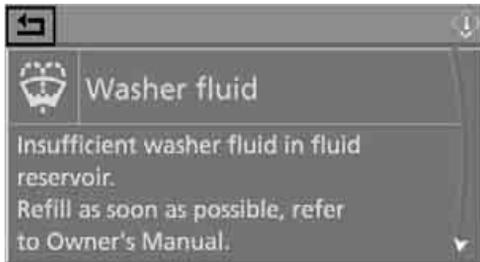 Washer fluid
Insufficient washer fluid in fluid
reservoir.
Refill as soon as possible, refer
to Owner's Manual.